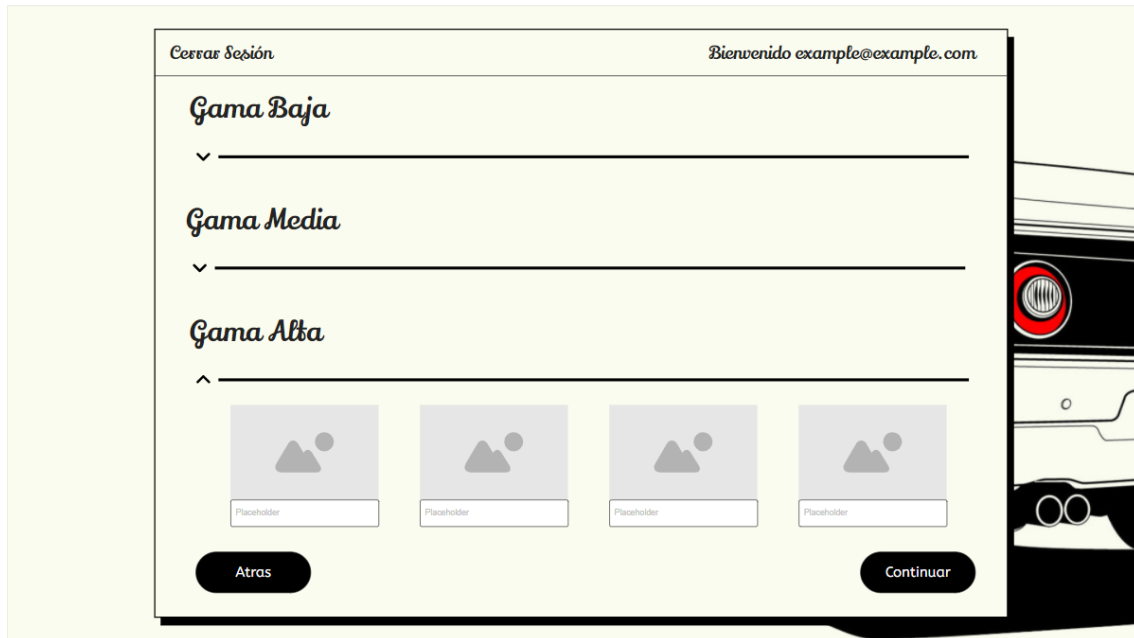 Cerrar Sesión
Bienvenido example@example.com
Gama Baja
Gama Media
Gama Alta
Placeholder Placeholder Placeholder Placeholder
Atras
Continuar